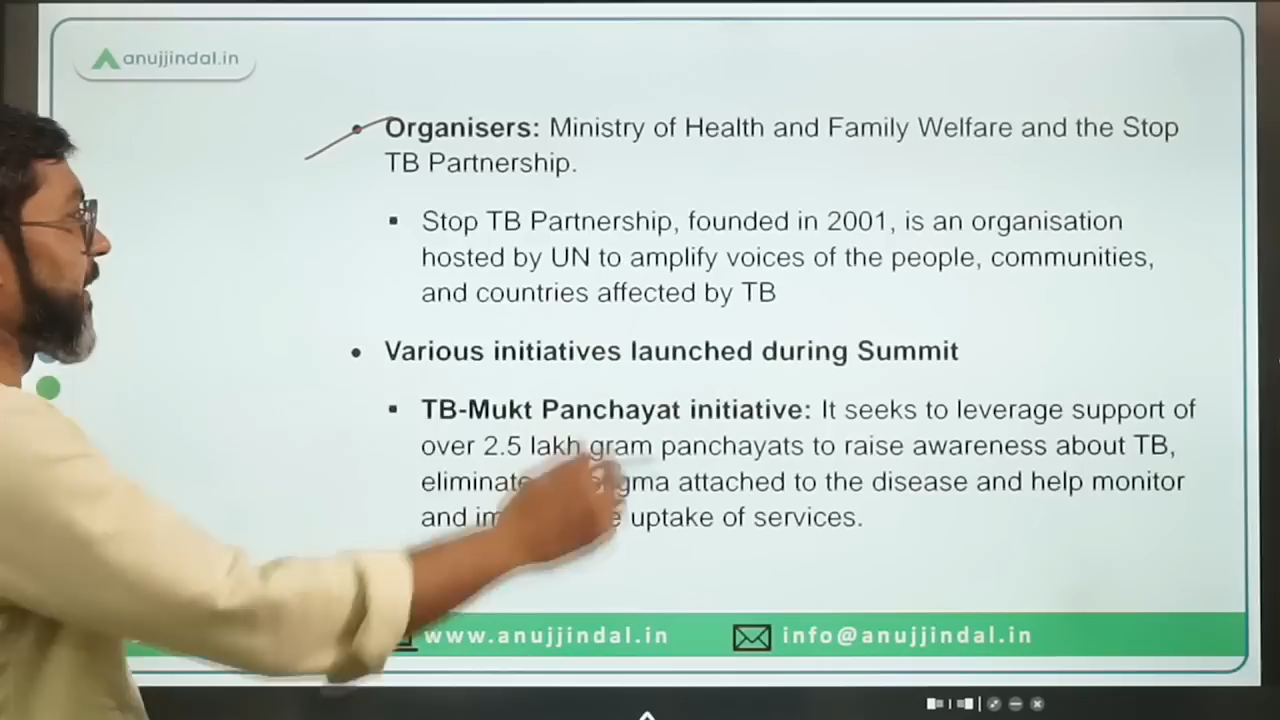 anujjindal.in
• Organisers: Ministry of Health and Family Welfare and the Stop
TB Partnership.
▪ Stop TB Partnership, founded in 2001, is an organisation
hosted by UN to amplify voices of the people, communities,
and countries affected by TB
• Various initiatives launched during Summit
▪ TB-Mukt Panchayat initiative: It seeks to leverage support of
over 2.5 lakh gram panchayats to raise awareness about TB,
eliminate attached to the disease and help monitor
and uptake of services.
www.anujjindal.in info@anujjindal.in